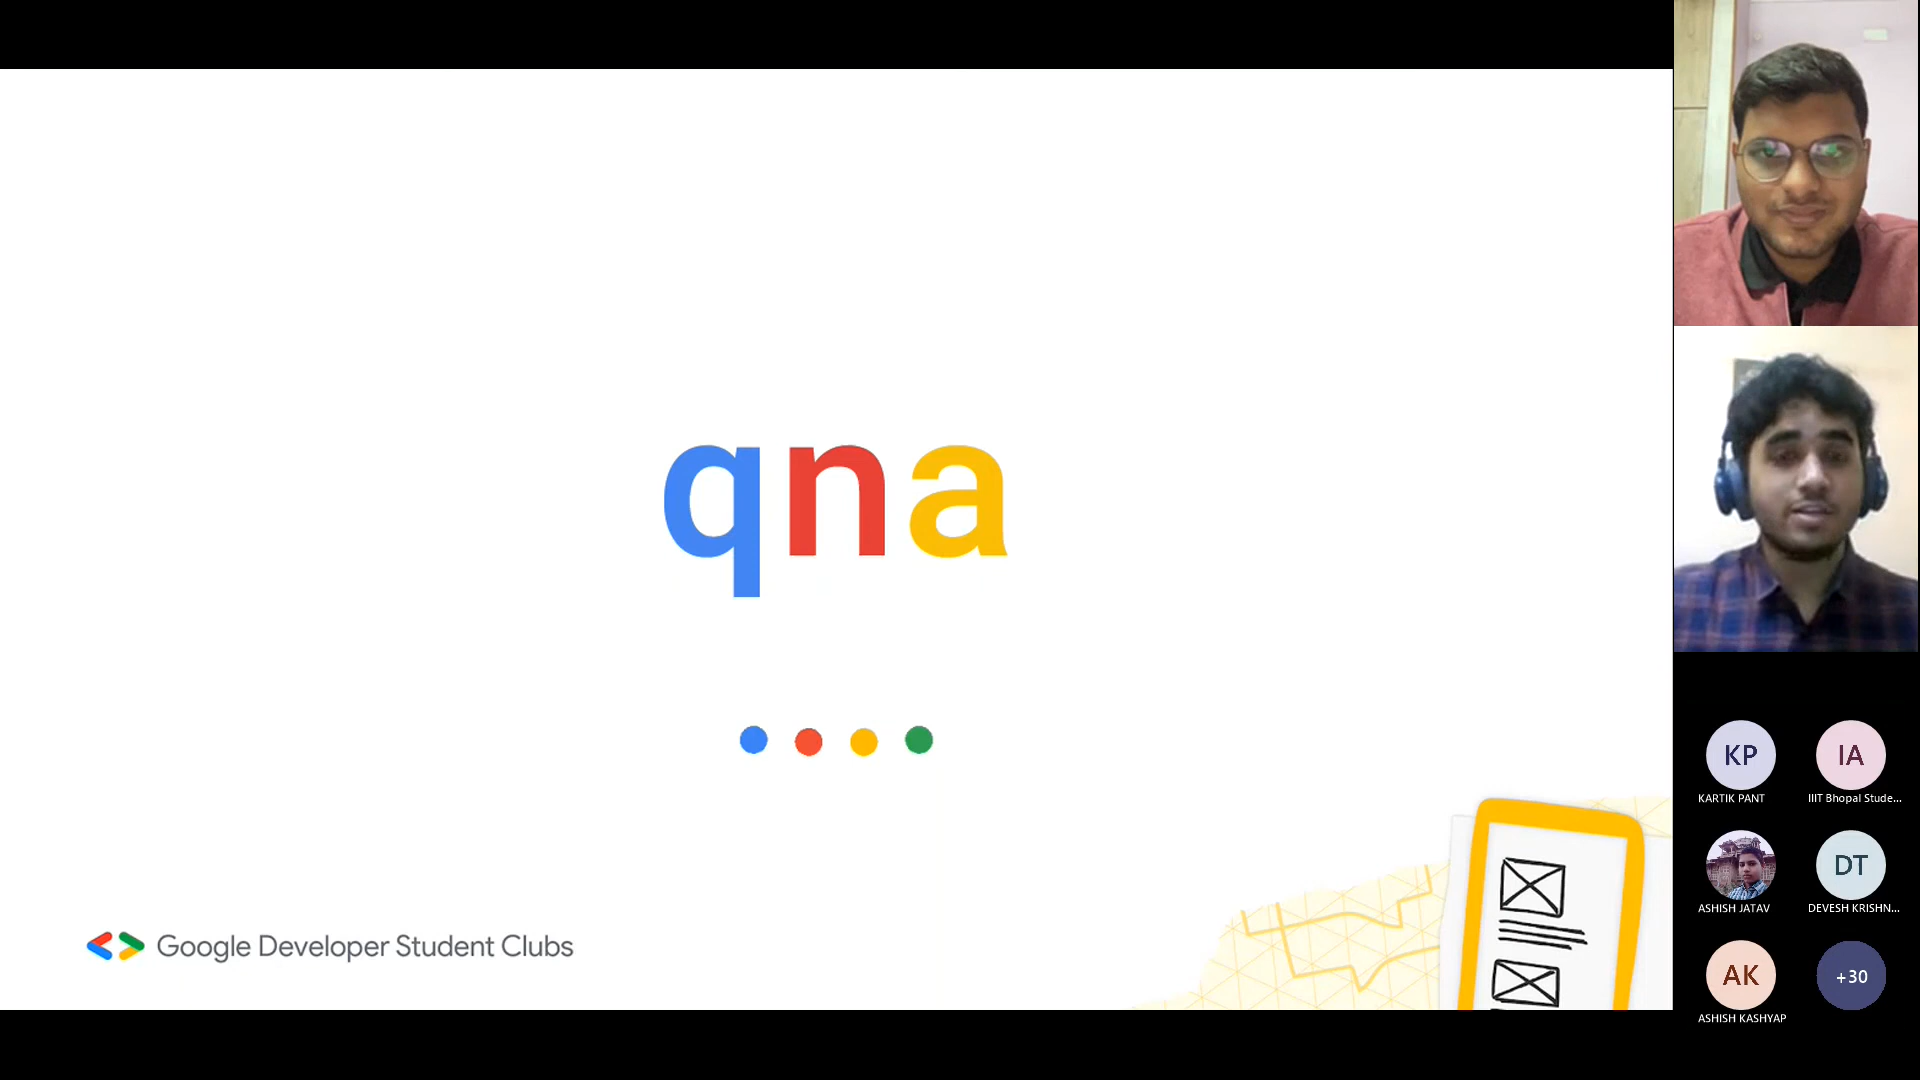 qna
Google Developer Student Clubs
KP
KARTIK PANT
IA
IIIT Bhopal Stude...
ASHISH JATAV
DT
DEVESH KRISHN...
AK
ASHISH KASHYAP
+30